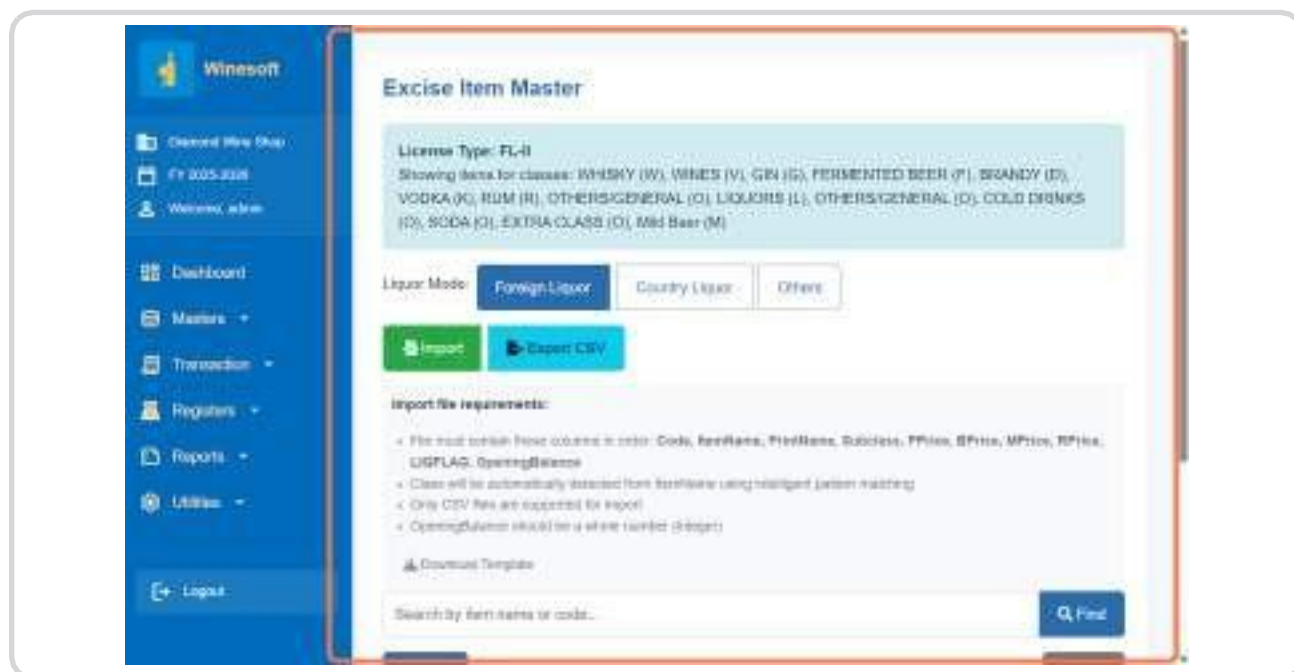 Winesoft
Diamond Wine Shop
FY 2025-2026
Welcome, admin
Dashboard
Masters
Transaction
Registers
Reports
Utilities
Logout
Excise Item Master
License Type: FL-II
Showing items for classes: WHISKY (W), WINES (V), GIN (G), FERMENTED BEER (F), BRANDY (D),
VODKA (K), RUM (R), OTHERS/GENERAL (O), LIQUORS (L), OTHERS/GENERAL (O), COLD DRINKS
(O), SODA (O), EXTRA CLASS (O), Mild Beer (M)
Liquor Mode: Foreign Liquor Country Liquor Others
Import Export CSV
Import file requirements:
File must contain these columns in order: Code, ItemName, PrintName, Subclass, PPrice, BPrice, MPrice, RPrice,
LIQFLAG, OpeningBalance
Class will be automatically detected from ItemName using intelligent pattern matching
Only CSV files are supported for import
OpeningBalance should be a whole number (integer)
Download Template
Search by item name or code... Find